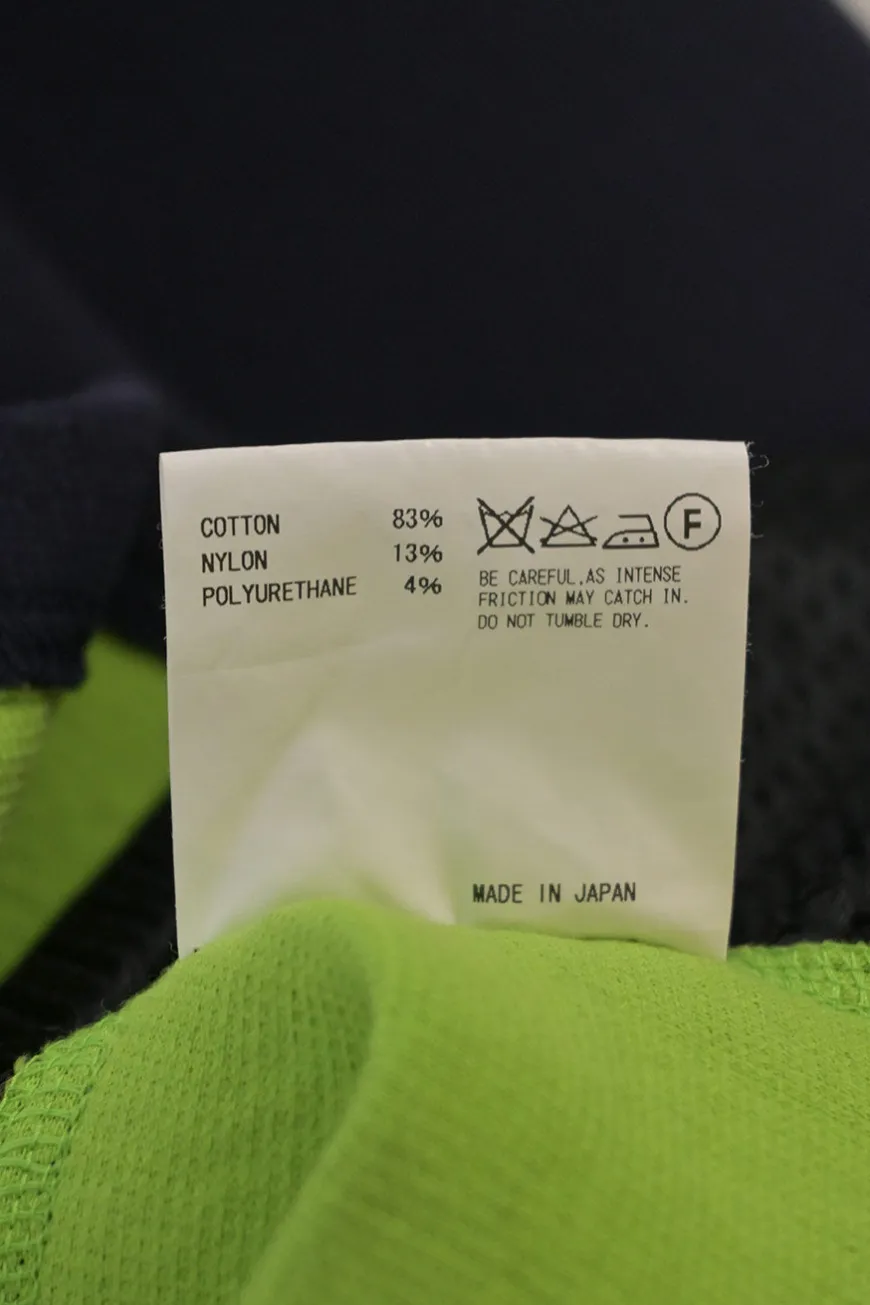 COTTON 83%
NYLON 13%
POLYURETHANE 4%
F
BE CAREFUL,AS INTENSE
FRICTION MAY CATCH IN.
DO NOT TUMBLE DRY.
MADE IN JAPAN